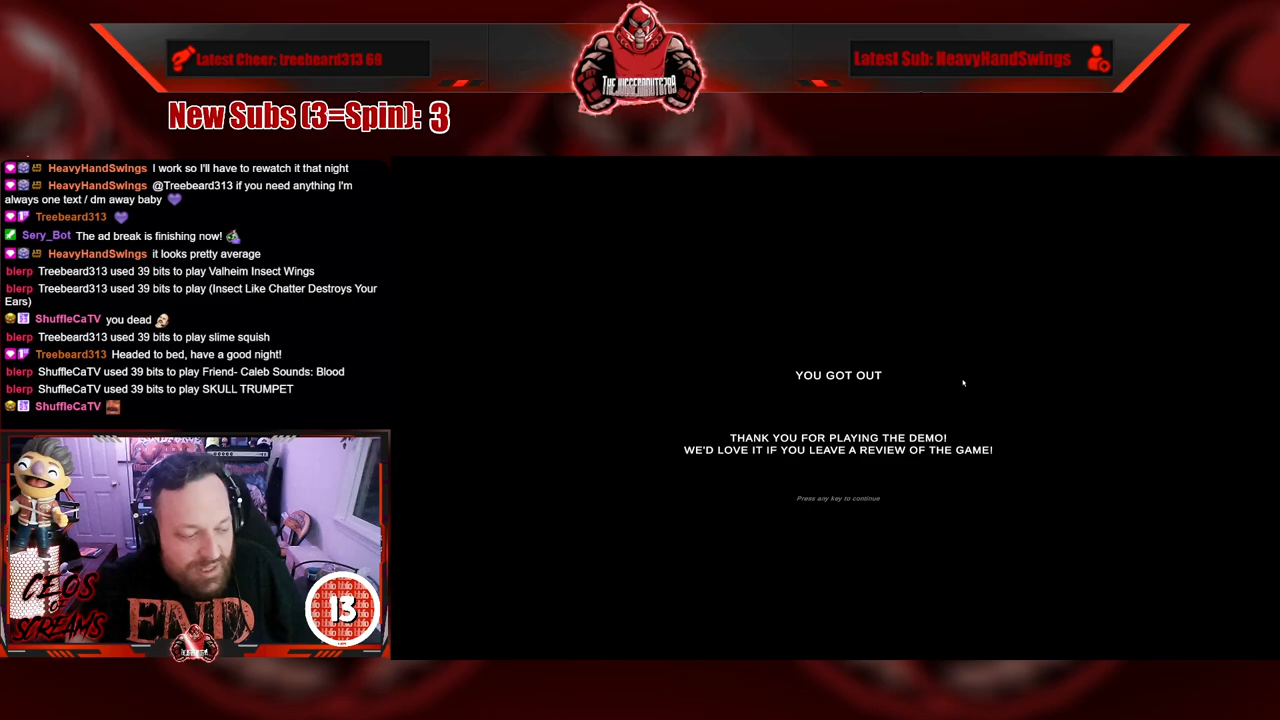 Latest Cheer: treebeard313 69
THEJUGGERNAUT6789
Latest Sub: HeavyHandSwings
New Subs (3=Spin): 3
HeavyHandSwings I work so I'll have to rewatch it that night
HeavyHandSwings @Treebeard313 if you need anything I'm
always one text / dm away baby
Treebeard313
Sery_Bot The ad break is finishing now!
HeavyHandSwings it looks pretty average
blerp Treebeard313 used 39 bits to play Valheim Insect Wings
blerp Treebeard313 used 39 bits to play (Insect Like Chatter Destroys Your
Ears)
ShuffleCaTV you dead
blerp Treebeard313 used 39 bits to play slime squish
Treebeard313 Headed to bed, have a good night!
blerp ShuffleCaTV used 39 bits to play Friend- Caleb Sounds: Blood
blerp ShuffleCaTV used 39 bits to play SKULL TRUMPET
ShuffleCaTV
YOU GOT OUT
THANK YOU FOR PLAYING THE DEMO!
WE'D LOVE IT IF YOU LEAVE A REVIEW OF THE GAME!
Press any key to continue
CEOS
OF
SCREAMS
END
13